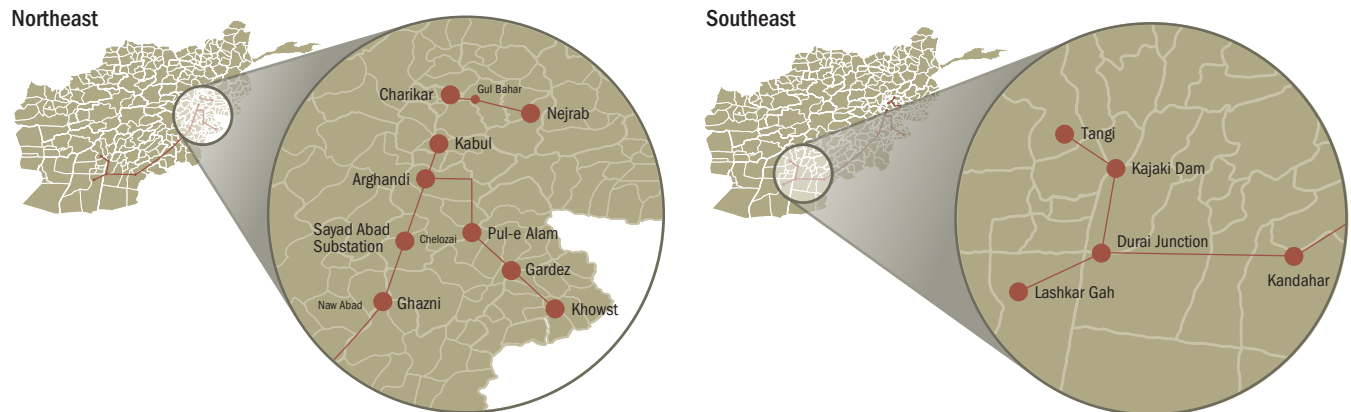 Northeast
Charikar
Gul Bahar
Nejrab
Kabul
Arghandi
Sayad Abad
Substation
Chelozai
Pul-e Alam
Gardez
Naw Abad
Ghazni
Khowst
Southeast
Tangi
Kajaki Dam
Durai Junction
Kandahar
Lashkar Gah